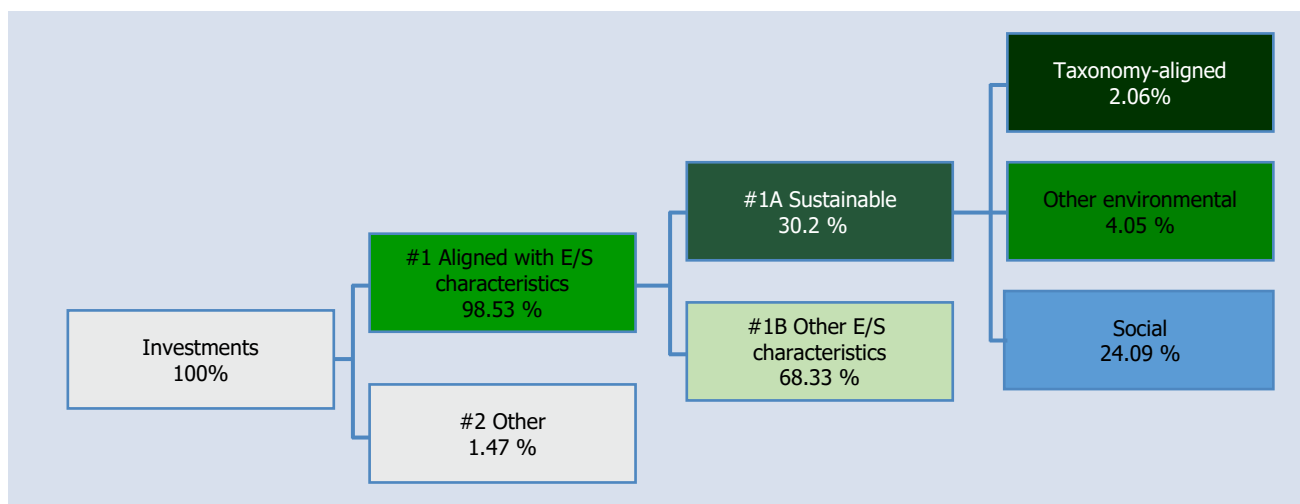 Investments
100%
#1 Aligned with E/S
characteristics
98.53 %
#2 Other
1.47 %
#1A Sustainable
30.2 %
#1B Other E/S
characteristics
68.33 %
Taxonomy-aligned
2.06%
Other environmental
4.05 %
Social
24.09 %